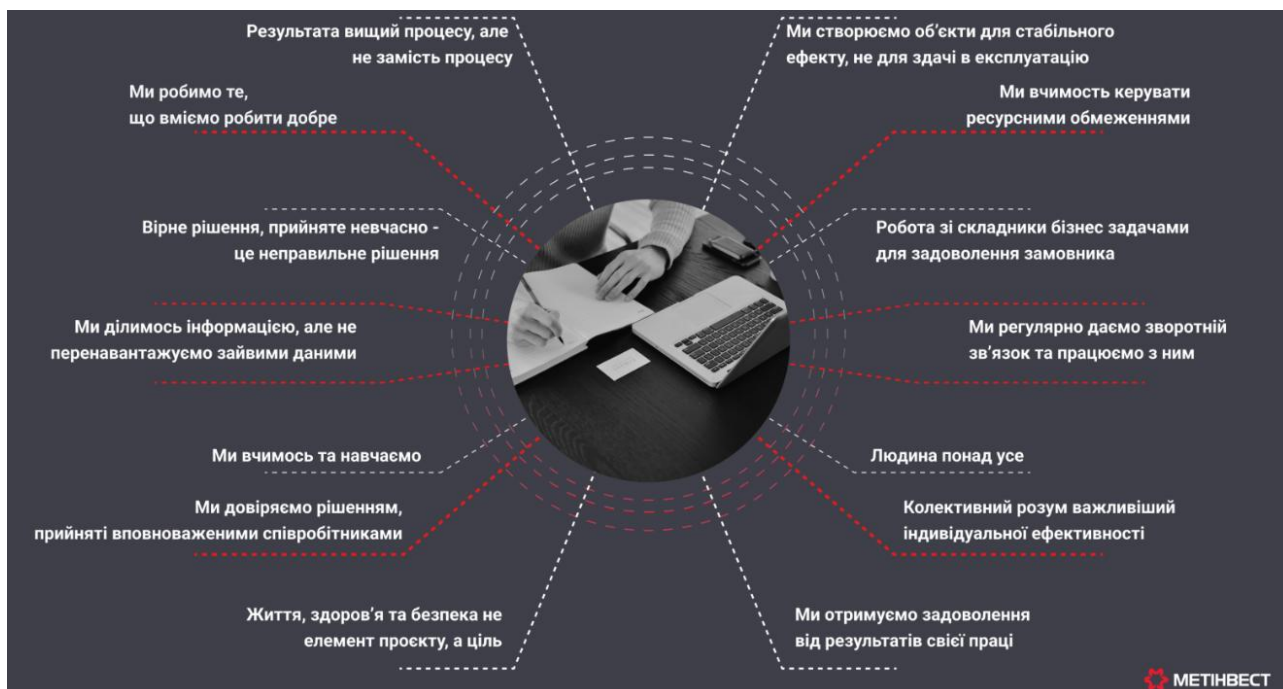 Результата вищий процесу, але
не замість процесу
Ми робимо те,
що вміємо робити добре
Вірне рішення, прийняте невчасно -
це неправильне рішення
Ми ділимось інформацією, але не
перенавантажуємо зайвими даними
Ми вчимось та навчаємо
Ми довіряємо рішенням,
прийняті вповноваженими співробітниками
Життя, здоров’я та безпека не
елемент проєкту, а ціль
Ми створюємо об’єкти для стабільного
ефекту, не для здачі в експлуатацію
Ми вчимость керувати
ресурсними обмеженнями
Робота зі складники бізнес задачами
для задоволення замовника
Ми регулярно даємо зворотній
зв’язок та працюємо з ним
Людина понад усе
Колективний розум важливіший
індивідуальної ефективності
Ми отримуємо задоволення
від результатів свієї праці
МЕТІНВЕСТ